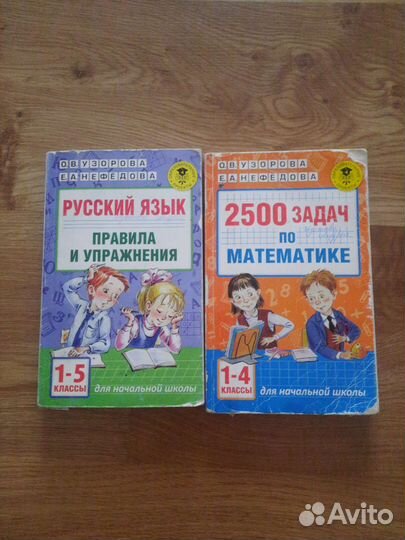 О.В.УЗОРОВА
Е.А.НЕФЁДОВА
РУССКИЙ ЯЗЫК
ПРАВИЛА
И УПРАЖНЕНИЯ
1-5
КЛАССЫ
для начальной школы
О.В.УЗОРОВА
Е.А.НЕФЁДОВА
2500 ЗАДАЧ
ПО
МАТЕМАТИКЕ
1-4
КЛАССЫ
для начальной школы
Avito